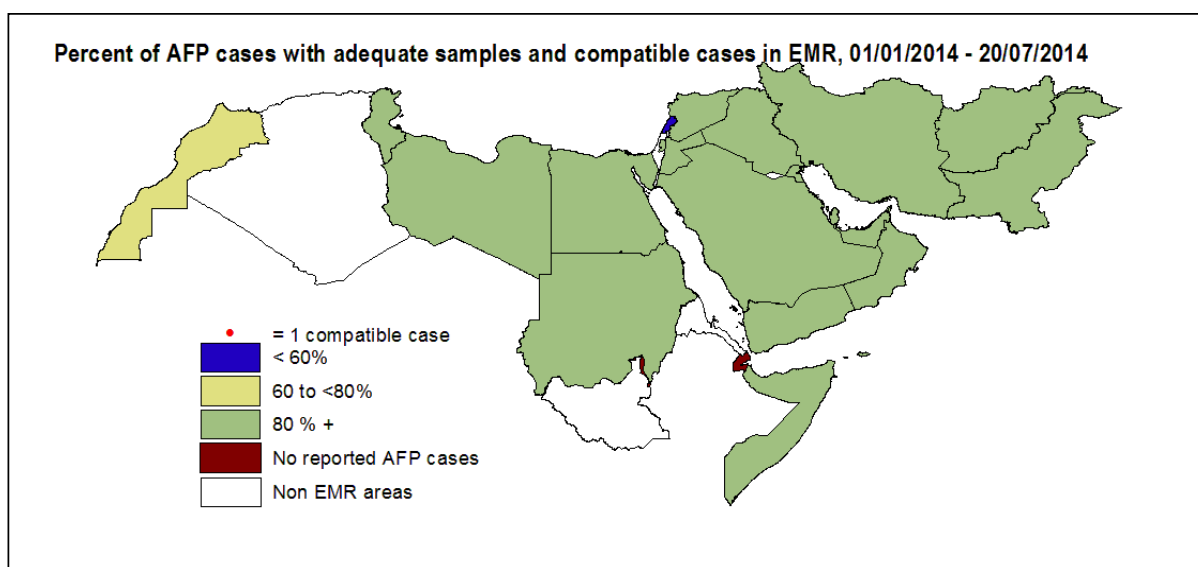 Percent of AFP cases with adequate samples and compatible cases in EMR, 01/01/2014 - 20/07/2014
= 1 compatible case
< 60%
60 to <80%
80 % +
No reported AFP cases
Non EMR areas